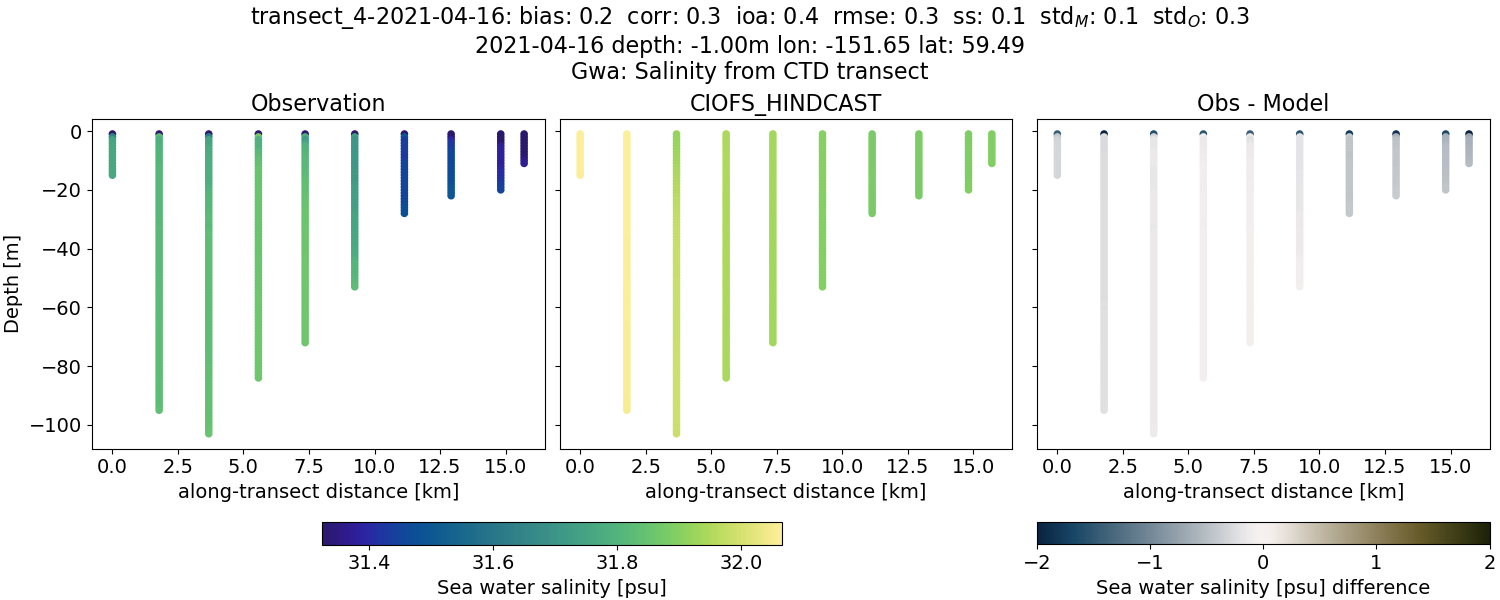 transect_4-2021-04-16: bias: 0.2  corr: 0.3  ioa: 0.4  rmse: 0.3  ss: 0.1  std_M: 0.1  std_O: 0.3
2021-04-16 depth: -1.00m lon: -151.65 lat: 59.49
Gwa: Salinity from CTD transect
Observation
CIOFS_HINDCAST
Obs - Model
Depth [m]
0
−20
−40
−60
−80
−100
0.0 2.5 5.0 7.5 10.0 12.5 15.0
along-transect distance [km]
0.0 2.5 5.0 7.5 10.0 12.5 15.0
along-transect distance [km]
0.0 2.5 5.0 7.5 10.0 12.5 15.0
along-transect distance [km]
31.4 31.6 31.8 32.0
Sea water salinity [psu]
−2 −1 0 1 2
Sea water salinity [psu] difference